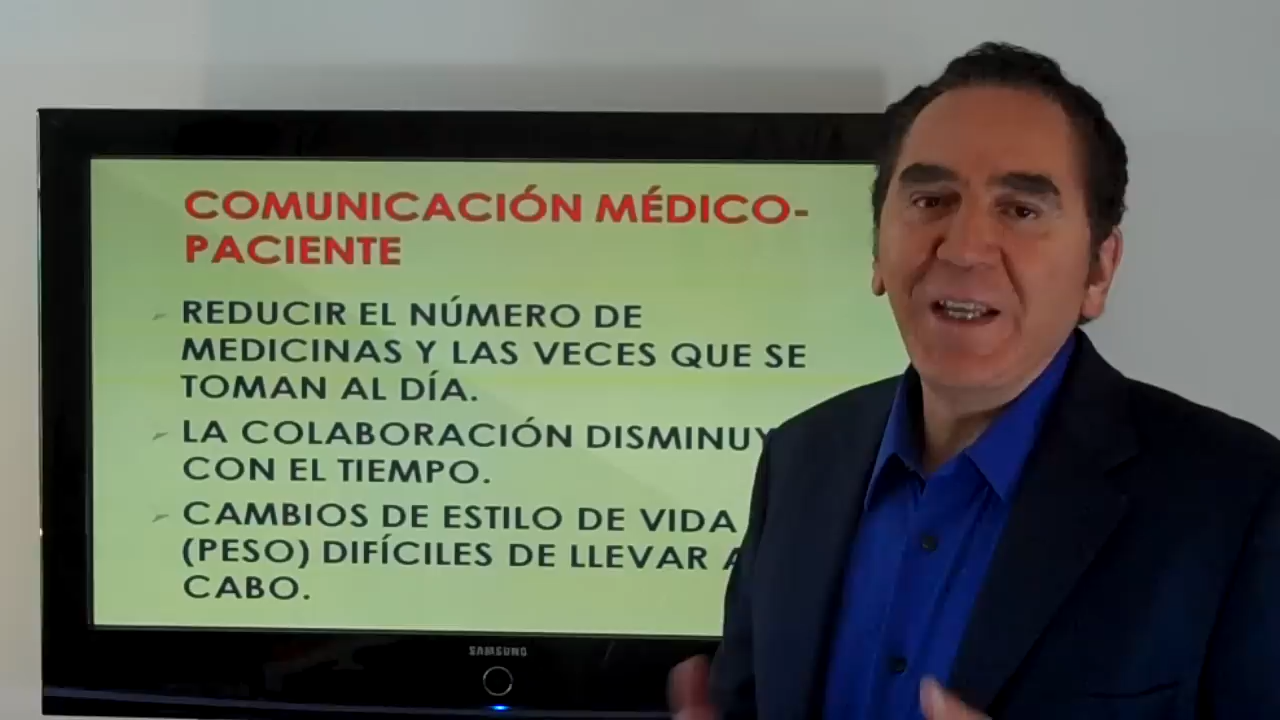 COMUNICACIÓN MÉDICO-
PACIENTE
REDUCIR EL NÚMERO DE
MEDICINAS Y LAS VECES QUE SE
TOMAN AL DÍA.
LA COLABORACIÓN DISMINUY
CON EL TIEMPO.
CAMBIOS DE ESTILO DE VIDA
(PESO) DIFÍCILES DE LLEVAR A
CABO.
SAMSUNG